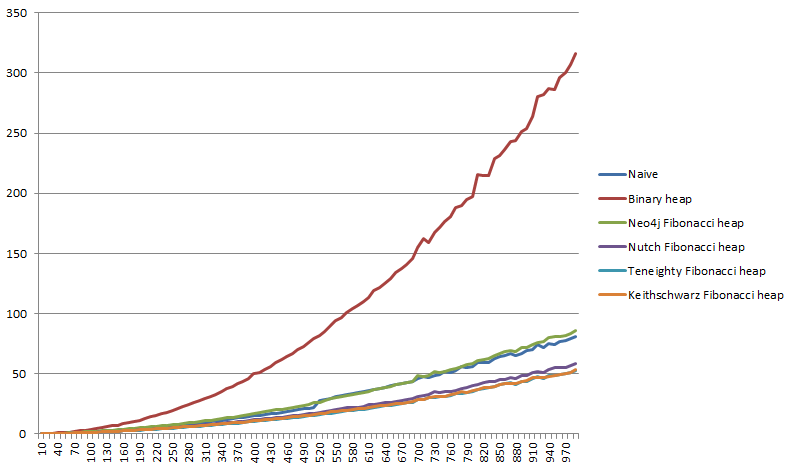 350
300
250
200
150
100
50
0
10 40 70 100 130 160 190 220 250 280 310 340 370 400 430 460 490 520 550 580 610 640 670 700 730 760 790 820 850 880 910 940 970
Naive
Binary heap
Neo4j Fibonacci heap
Nutch Fibonacci heap
Teneighty Fibonacci heap
Keithschwarz Fibonacci heap